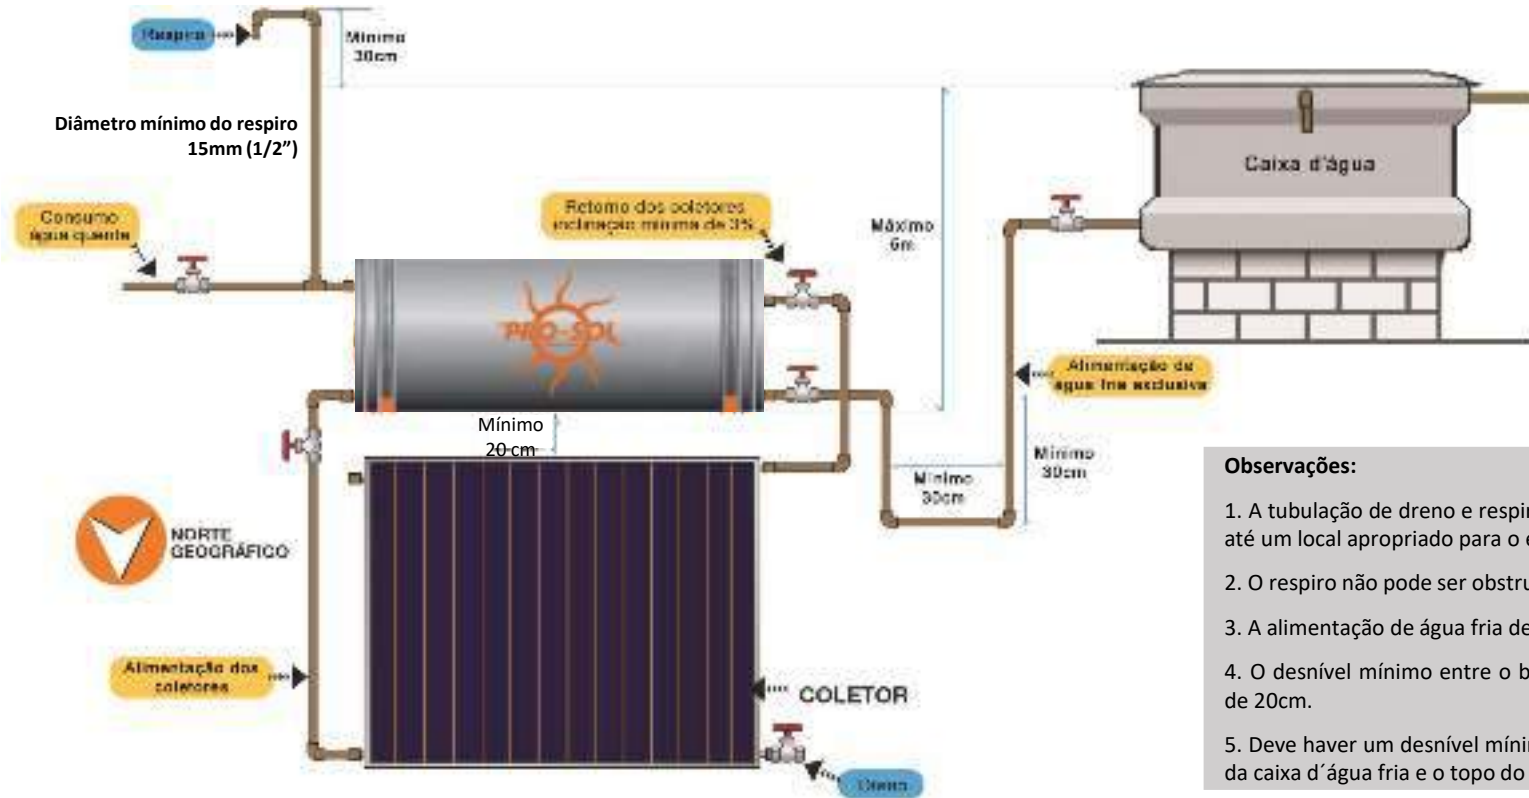 Respiro
Mínimo
30cm
Diâmetro mínimo do respiro
15mm (1/2”)
Consumo
água quente
Retorno dos coletores
inclinação mínima de 3%
Máximo
6m
Caixa d'água
PRO-SOL
Alimentação de
água fria exclusiva
Mínimo
20 cm
Mínimo
30cm
Mínimo
30cm
NORTE
GEOGRÁFICO
Alimentação dos
coletores
COLETOR
Dreno
Observações:
1. A tubulação de dreno e respir
até um local apropriado para o e
2. O respiro não pode ser obstru
3. A alimentação de água fria de
4. O desnível mínimo entre o b
de 20cm.
5. Deve haver um desnível míni
da caixa d´água fria e o topo do